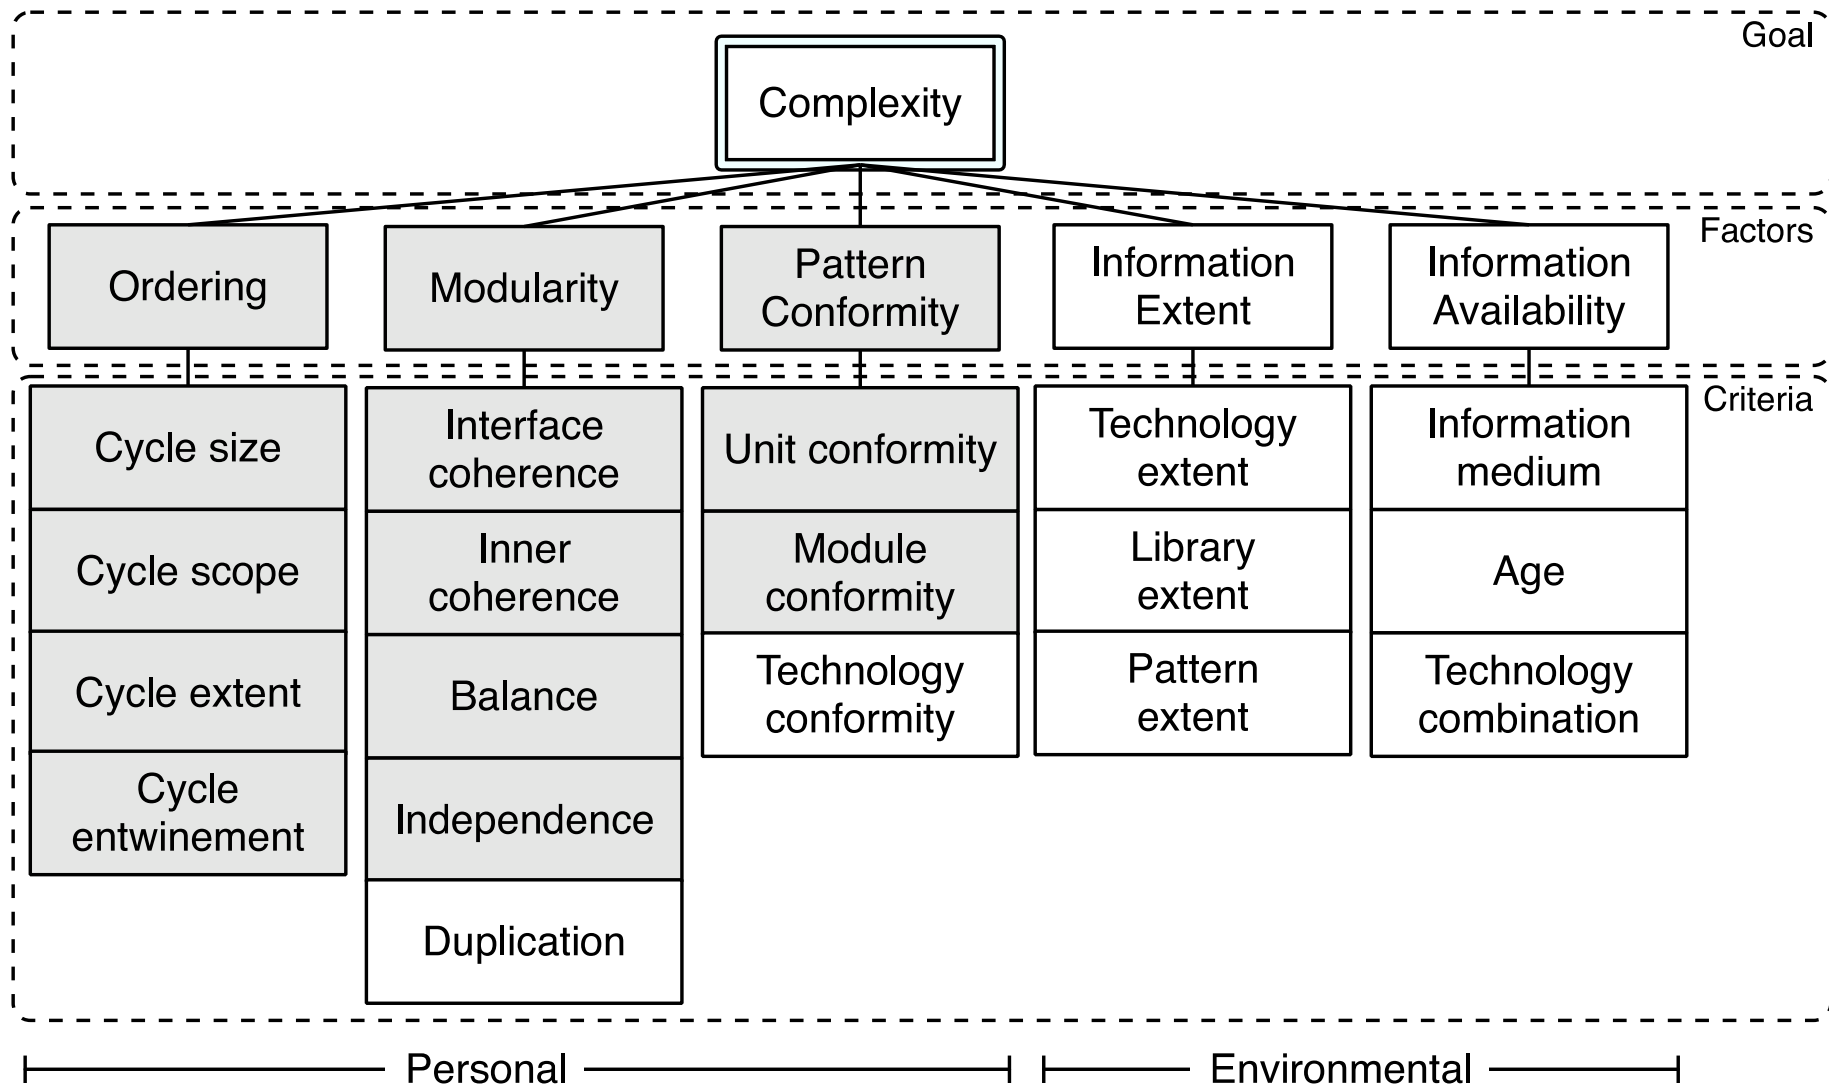 Goal
Complexity
Factors
Ordering
Modularity
Pattern
Conformity
Information
Extent
Information
Availability
Criteria
Cycle size
Cycle scope
Cycle extent
Cycle
entwinement
Interface
coherence
Inner
coherence
Balance
Independence
Duplication
Unit conformity
Module
conformity
Technology
conformity
Technology
extent
Library
extent
Pattern
extent
Information
medium
Age
Technology
combination
Personal
Environmental